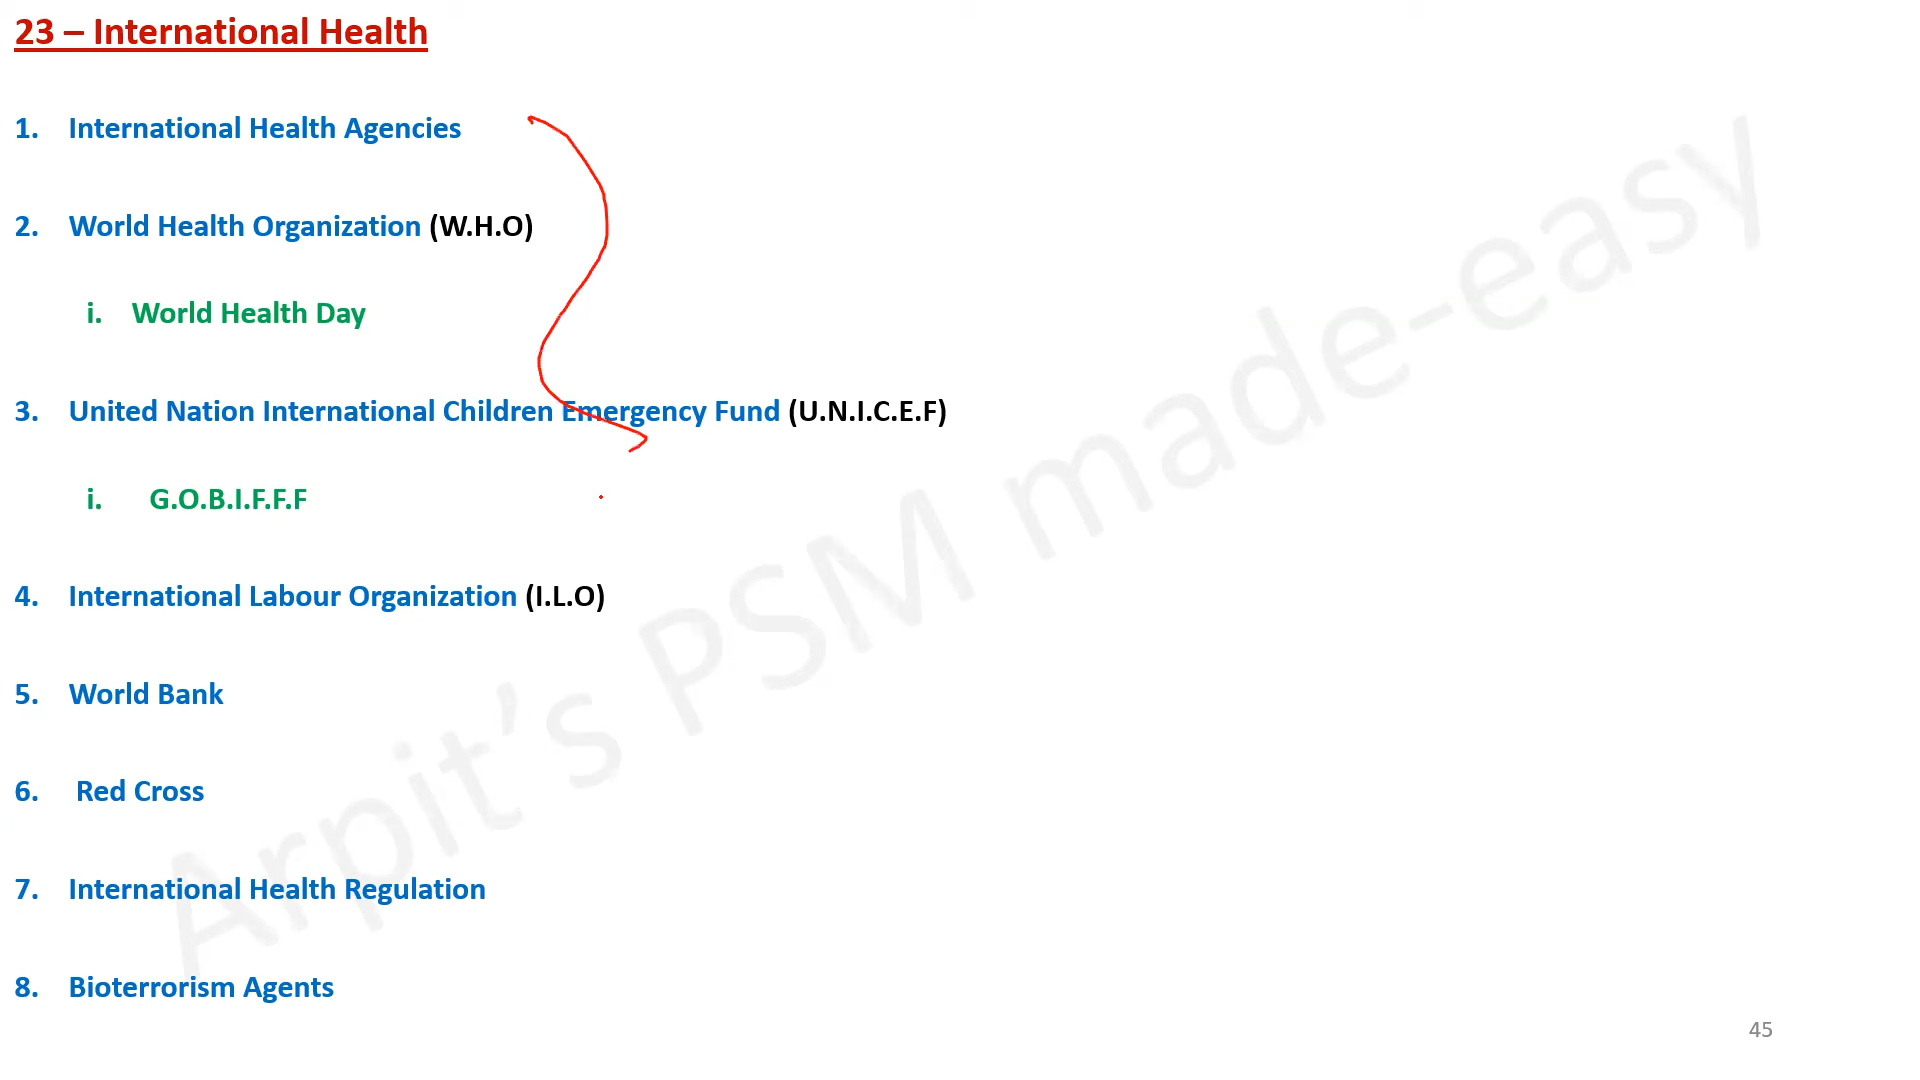 23 – International Health
1. International Health Agencies
2. World Health Organization (W.H.O)
i. World Health Day
3. United Nation International Children Emergency Fund (U.N.I.C.E.F)
i. G.O.B.I.F.F.F
4. International Labour Organization (I.L.O)
5. World Bank
6. Red Cross
7. International Health Regulation
8. Bioterrorism Agents
Arpit's PSM made-easy
45